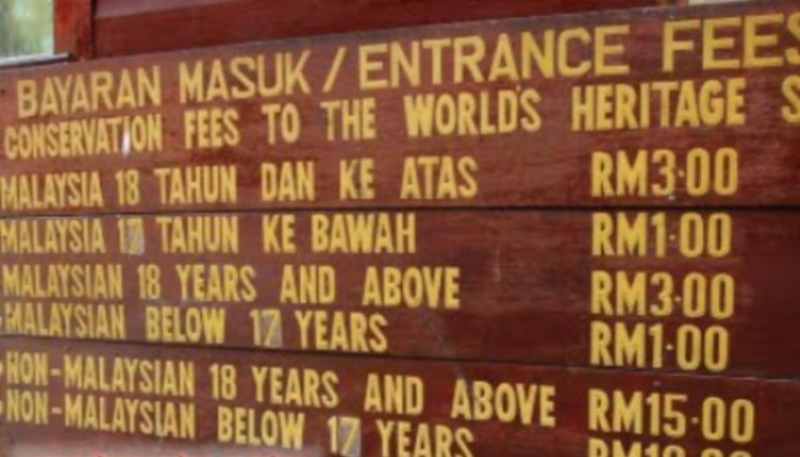 BAYARAN MASUK / ENTRANCE FEES
CONSERVATION FEES TO THE WORLD'S HERITAGE
MALAYSIA 18 TAHUN DAN KE ATAS RM3.00
MALAYSIA 17 TAHUN KE BAWAH RM1.00
MALAYSIAN 18 YEARS AND ABOVE RM3.00
MALAYSIAN BELOW 17 YEARS RM1.00
NON-MALAYSIAN 18 YEARS AND ABOVE RM15.00
NON-MALAYSIAN BELOW 17 YEARS